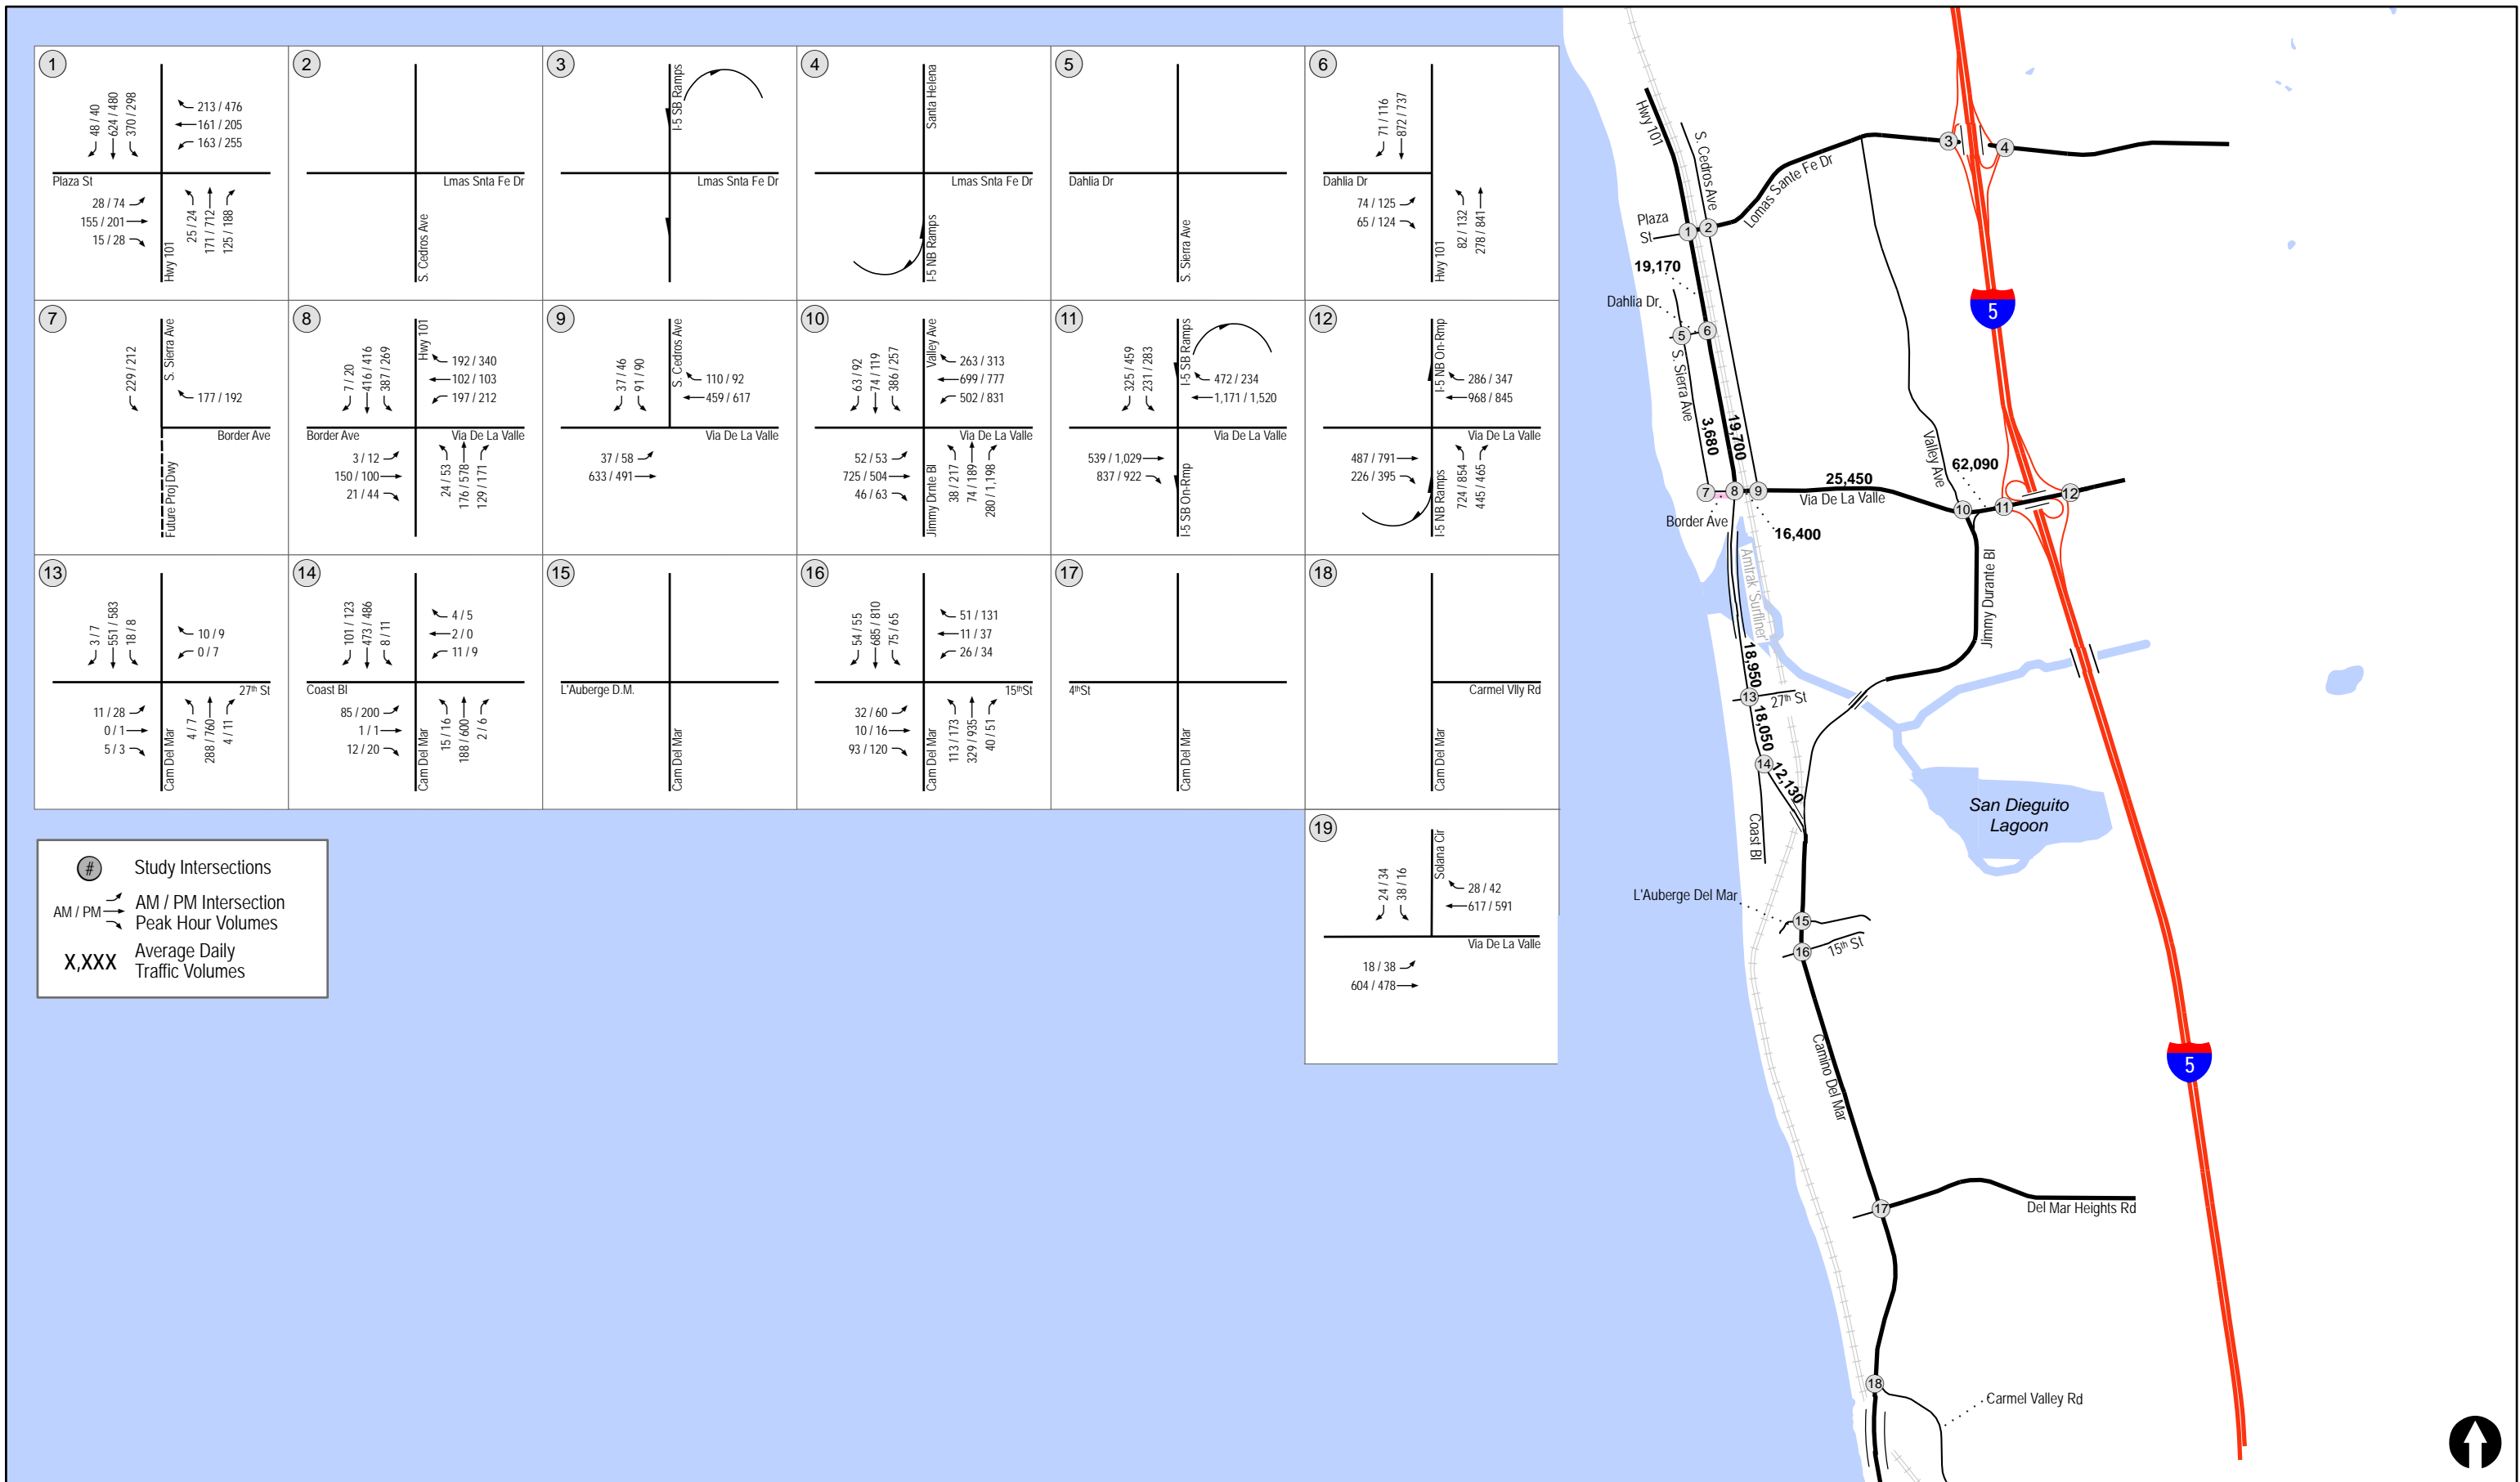 1
48 / 40
624 / 480
370 / 298
213 / 476
161 / 205
163 / 255
Plaza St
28 / 74
155 / 201
15 / 28
25 / 24
171 / 712
125 / 188
Hwy 101
2
Lmas Snta Fe Dr
S. Cedros Ave
3
I-5 SB Ramps
Lmas Snta Fe Dr
4
Santa Helena
Lmas Snta Fe Dr
I-5 NB Ramps
5
Dahlia Dr
S. Sierra Ave
6
71 / 116
872 / 737
Dahlia Dr
74 / 125
65 / 124
82 / 132
278 / 841
Hwy 101
7
229 / 212
S. Sierra Ave
177 / 192
Border Ave
Future Proj Dwy
8
7 / 20
416 / 416
387 / 269
Hwy 101
192 / 340
102 / 103
197 / 212
Border Ave
Via De La Valle
3 / 12
150 / 100
21 / 44
24 / 53
176 / 578
129 / 171
9
37 / 46
91 / 90
S. Cedros Ave
110 / 92
459 / 617
Via De La Valle
37 / 58
633 / 491
10
63 / 92
74 / 119
386 / 257
Valley Ave
263 / 313
699 / 777
502 / 831
Via De La Valle
52 / 53
725 / 504
46 / 63
Jimmy Drnte Bl
38 / 217
74 / 189
280 / 1,198
11
325 / 459
231 / 283
I-5 SB Ramps
472 / 234
1,171 / 1,520
Via De La Valle
539 / 1,029
837 / 922
I-5 SB On-Rmp
12
I-5 NB On-Rmp
286 / 347
968 / 845
Via De La Valle
487 / 791
226 / 395
I-5 NB Ramps
724 / 854
445 / 465
13
3 / 7
551 / 583
18 / 8
10 / 9
0 / 7
27th St
11 / 28
0 / 1
5 / 3
Cam Del Mar
4 / 7
288 / 760
4 / 11
14
101 / 123
473 / 486
8 / 11
4 / 5
2 / 0
11 / 9
Coast Bl
85 / 200
1 / 1
12 / 20
Cam Del Mar
15 / 16
188 / 600
2 / 6
15
L'Auberge D.M.
Cam Del Mar
16
54 / 55
685 / 810
75 / 65
51 / 131
11 / 37
26 / 34
15thSt
32 / 60
10 / 16
93 / 120
Cam Del Mar
113 / 173
329 / 935
40 / 51
17
4thSt
Cam Del Mar
18
Carmel Vlly Rd
Cam Del Mar
19
24 / 34
38 / 16
Solana Cir
28 / 42
617 / 591
Via De La Valle
18 / 38
604 / 478
# Study Intersections
AM / PM
AM / PM Intersection
Peak Hour Volumes
X,XXX
Average Daily
Traffic Volumes
Hwy 101
S. Cedros Ave
Lomas Sante Fe Dr
3
4
Plaza
St
1
2
19,170
Dahlia Dr
5
6
S. Sierra Ave
3,680
19,700
5
Valley Ave
62,090
25,450
Via De La Valle
7
8
9
10
11
12
Border Ave
16,400
Amtrak 'Surfliner'
Jimmy Durante Bl
18,950
13
27th St
18,050
14
12,130
Coast Bl
San Dieguito
Lagoon
L'Auberge Del Mar
15
16
15th St
Camino Del Mar
5
17
Del Mar Heights Rd
18
Carmel Valley Rd